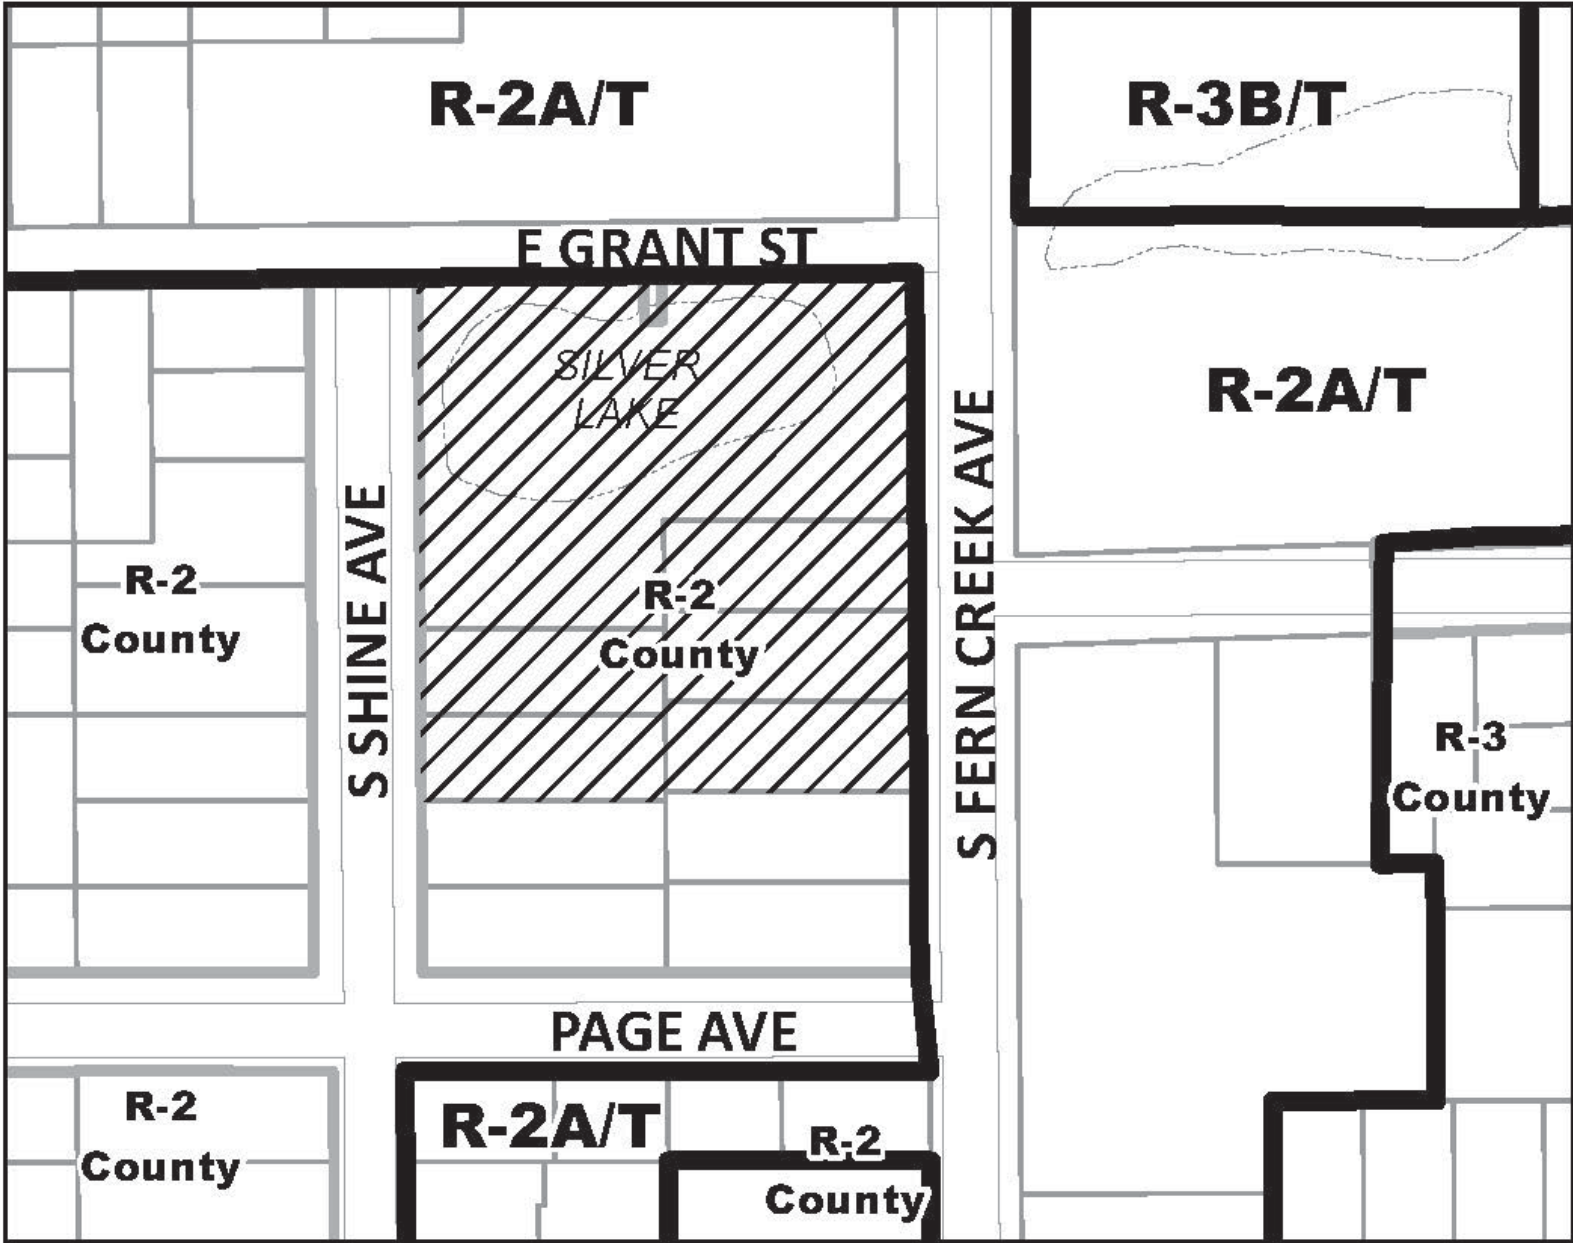 R-2A/T
R-3B/T
E GRANT ST
SILVER
LAKE
R-2A/T
S SHINE AVE
S FERN CREEK AVE
R-2
County
R-2
County
R-3
County
PAGE AVE
R-2
County
R-2A/T
R-2
County